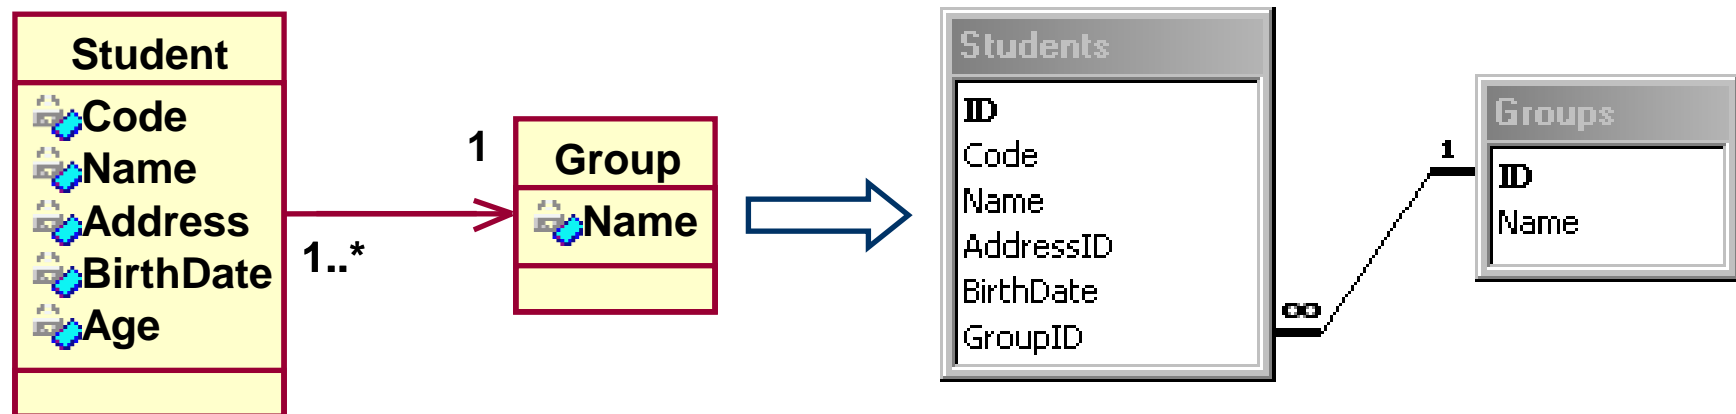 Student
Code
Name
Address
BirthDate
Age
1..*
1
Group
Name
Students
ID
Code
Name
AddressID
BirthDate
GroupID
∞
1
Groups
ID
Name